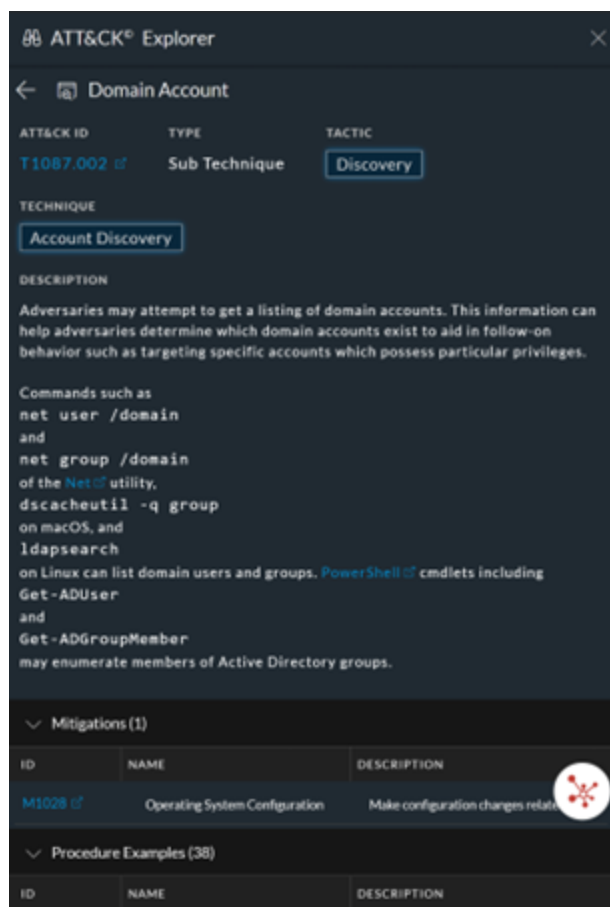 ATT&CK® Explorer
Domain Account
ATT&CK ID TYPE TACTIC
T1087.002 Sub Technique Discovery
TECHNIQUE
Account Discovery
DESCRIPTION
Adversaries may attempt to get a listing of domain accounts. This information can
help adversaries determine which domain accounts exist to aid in follow-on
behavior such as targeting specific accounts which possess particular privileges.
Commands such as
net user /domain
and
net group /domain
of the Net utility,
dscacheutil -q group
on macOS, and
ldapsearch
on Linux can list domain users and groups. PowerShell cmdlets including
Get-ADUser
and
Get-ADGroupMember
may enumerate members of Active Directory groups.
Mitigations (1)
ID NAME DESCRIPTION
M1028 Operating System Configuration Make configuration changes relate
Procedure Examples (38)
ID NAME DESCRIPTION